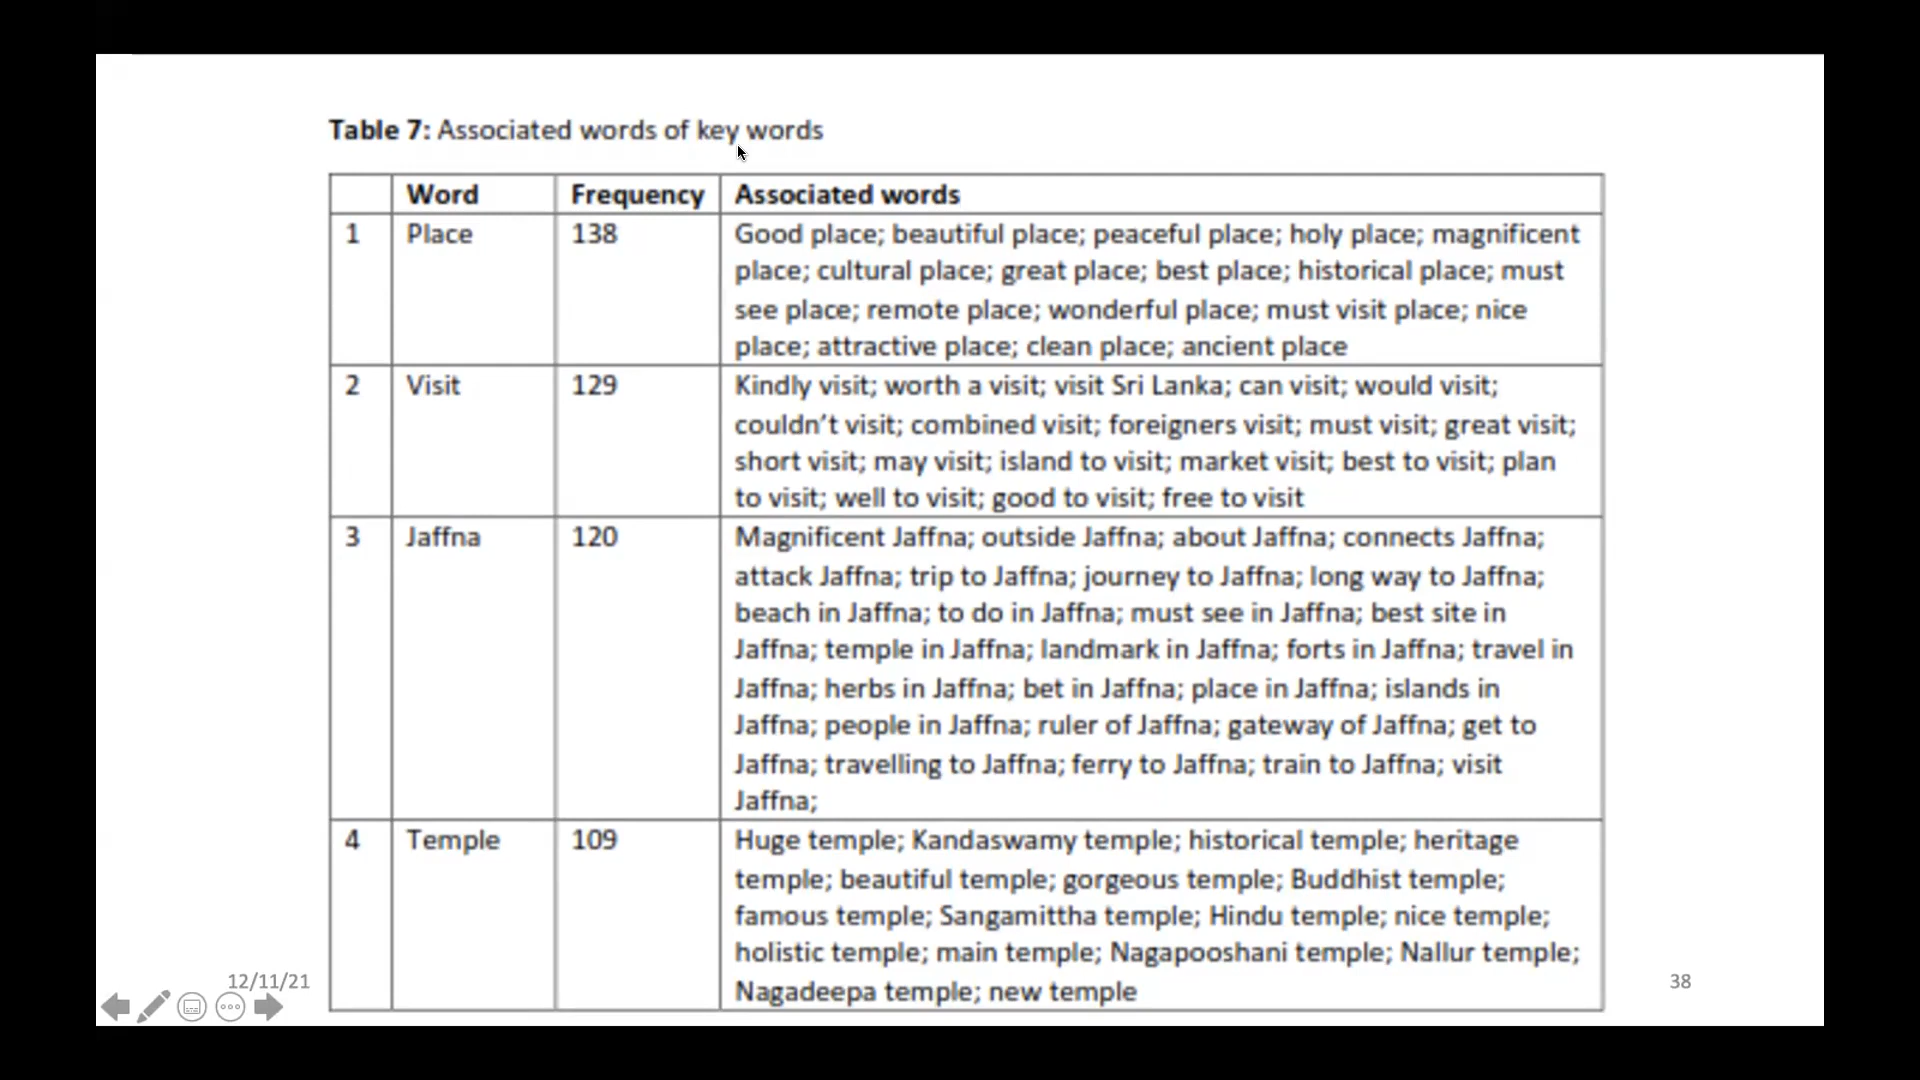 Table 7: Associated words of key words
Word Frequency Associated words
1 Place 138 Good place; beautiful place; peaceful place; holy place; magnificent
place; cultural place; great place; best place; historical place; must
see place; remote place; wonderful place; must visit place; nice
place; attractive place; clean place; ancient place
2 Visit 129 Kindly visit; worth a visit; visit Sri Lanka; can visit; would visit;
couldn't visit; combined visit; foreigners visit; must visit; great visit;
short visit; may visit; island to visit; market visit; best to visit; plan
to visit; well to visit; good to visit; free to visit
3 Jaffna 120 Magnificent Jaffna; outside Jaffna; about Jaffna; connects Jaffna;
attack Jaffna; trip to Jaffna; journey to Jaffna; long way to Jaffna;
beach in Jaffna; to do in Jaffna; must see in Jaffna; best site in
Jaffna; temple in Jaffna; landmark in Jaffna; forts in Jaffna; travel in
Jaffna; herbs in Jaffna; bet in Jaffna; place in Jaffna; islands in
Jaffna; people in Jaffna; ruler of Jaffna; gateway of Jaffna; get to
Jaffna; travelling to Jaffna; ferry to Jaffna; train to Jaffna; visit
Jaffna;
4 Temple 109 Huge temple; Kandaswamy temple; historical temple; heritage
temple; beautiful temple; gorgeous temple; Buddhist temple;
famous temple; Sangamittha temple; Hindu temple; nice temple;
holistic temple; main temple; Nagapooshani temple; Nallur temple;
Nagadeepa temple; new temple
12/11/21
38